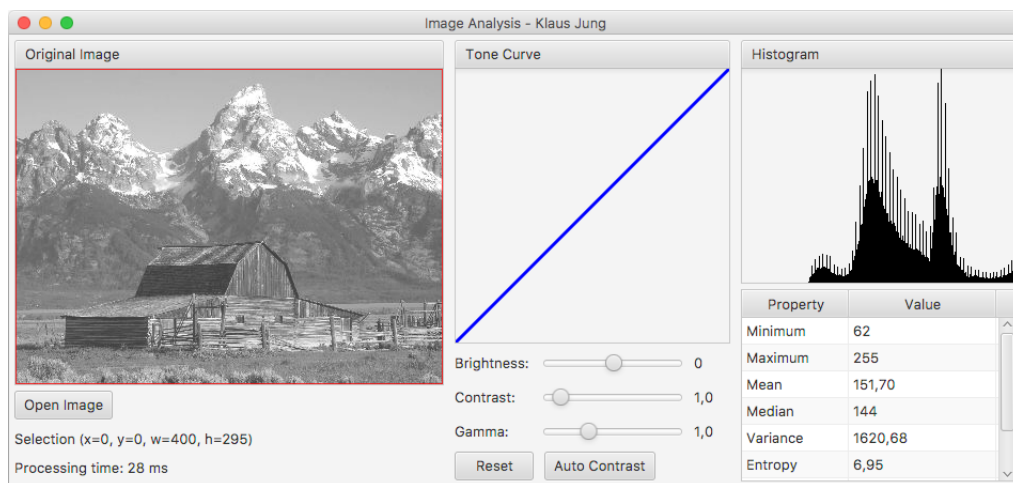 Image Analysis - Klaus Jung
Original Image
Tone Curve
Histogram
Brightness: 0
Contrast: 1,0
Gamma: 1,0
Reset Auto Contrast
Open Image
Selection (x=0, y=0, w=400, h=295)
Processing time: 28 ms
Property Value
Minimum 62
Maximum 255
Mean 151,70
Median 144
Variance 1620,68
Entropy 6,95